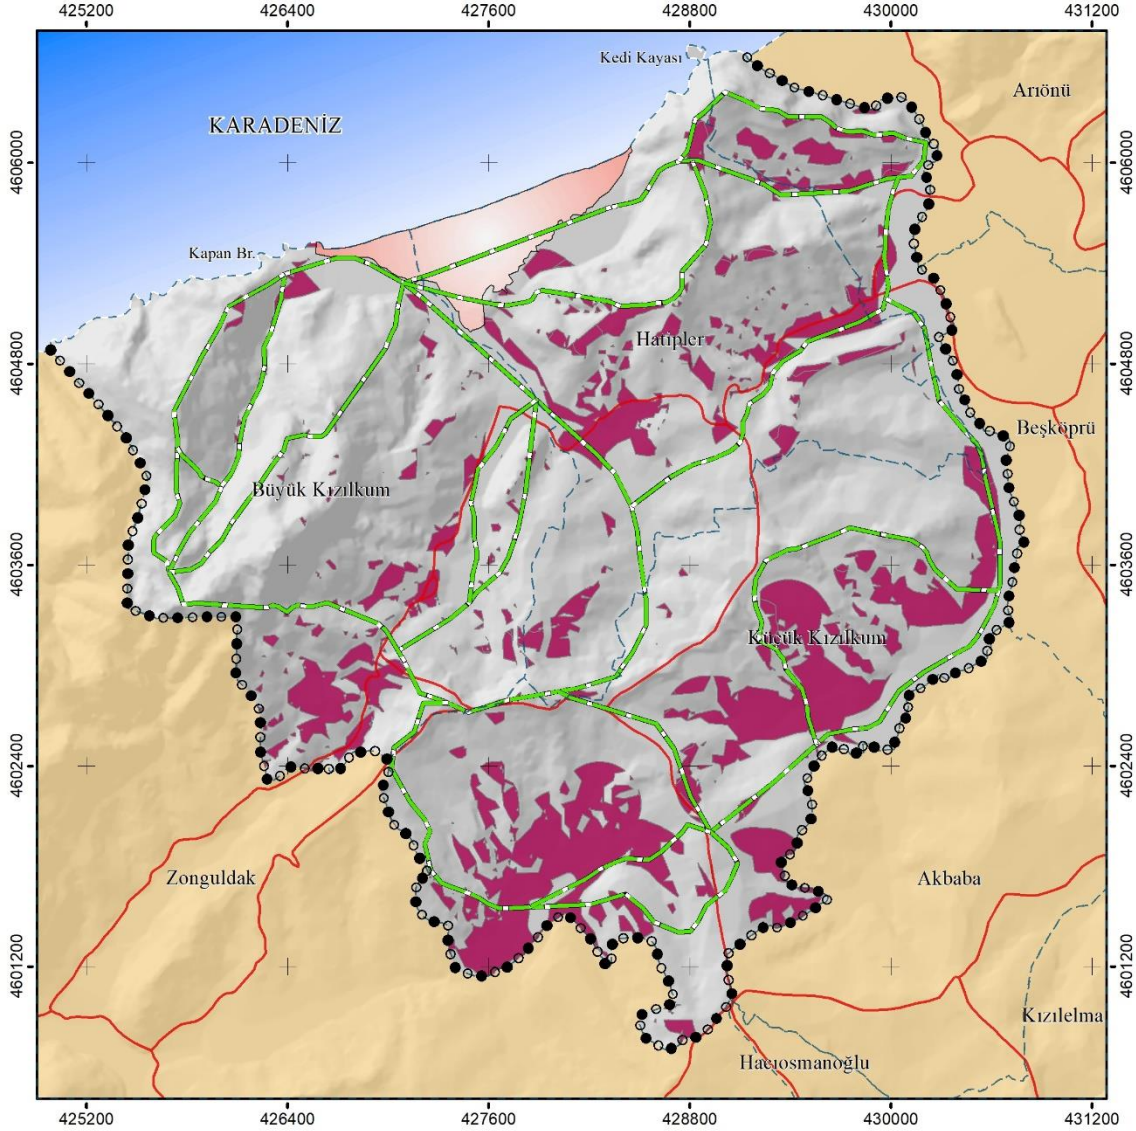 425200 426400 427600 428800 430000 431200
Kedi Kayası
Arıönü
KARADENİZ
4606000 4606000
Kapan Br.
Hatipler
4604800 4604800
Beşköprü
Büyük Kızılkum
4603600 4603600
Küçük Kızılkum
4602400 4602400
Zonguldak
Akbaba
4601200 4601200
Kızılelma
Hacıosmanoğlu
425200 426400 427600 428800 430000 431200